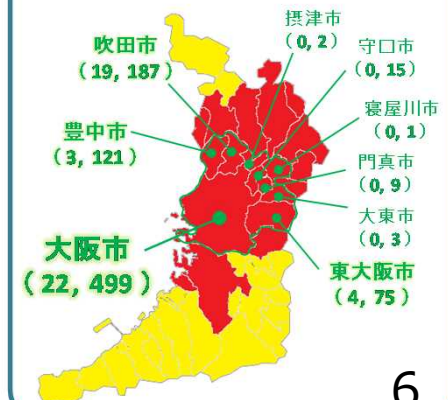 摂津市
(0, 2)
守口市
(0, 15)
吹田市
(19, 187)
寝屋川市
(0, 1)
豊中市
(3, 121)
門真市
(0, 9)
大東市
(0, 3)
大阪市
(22, 499)
東大阪市
(4, 75)
6